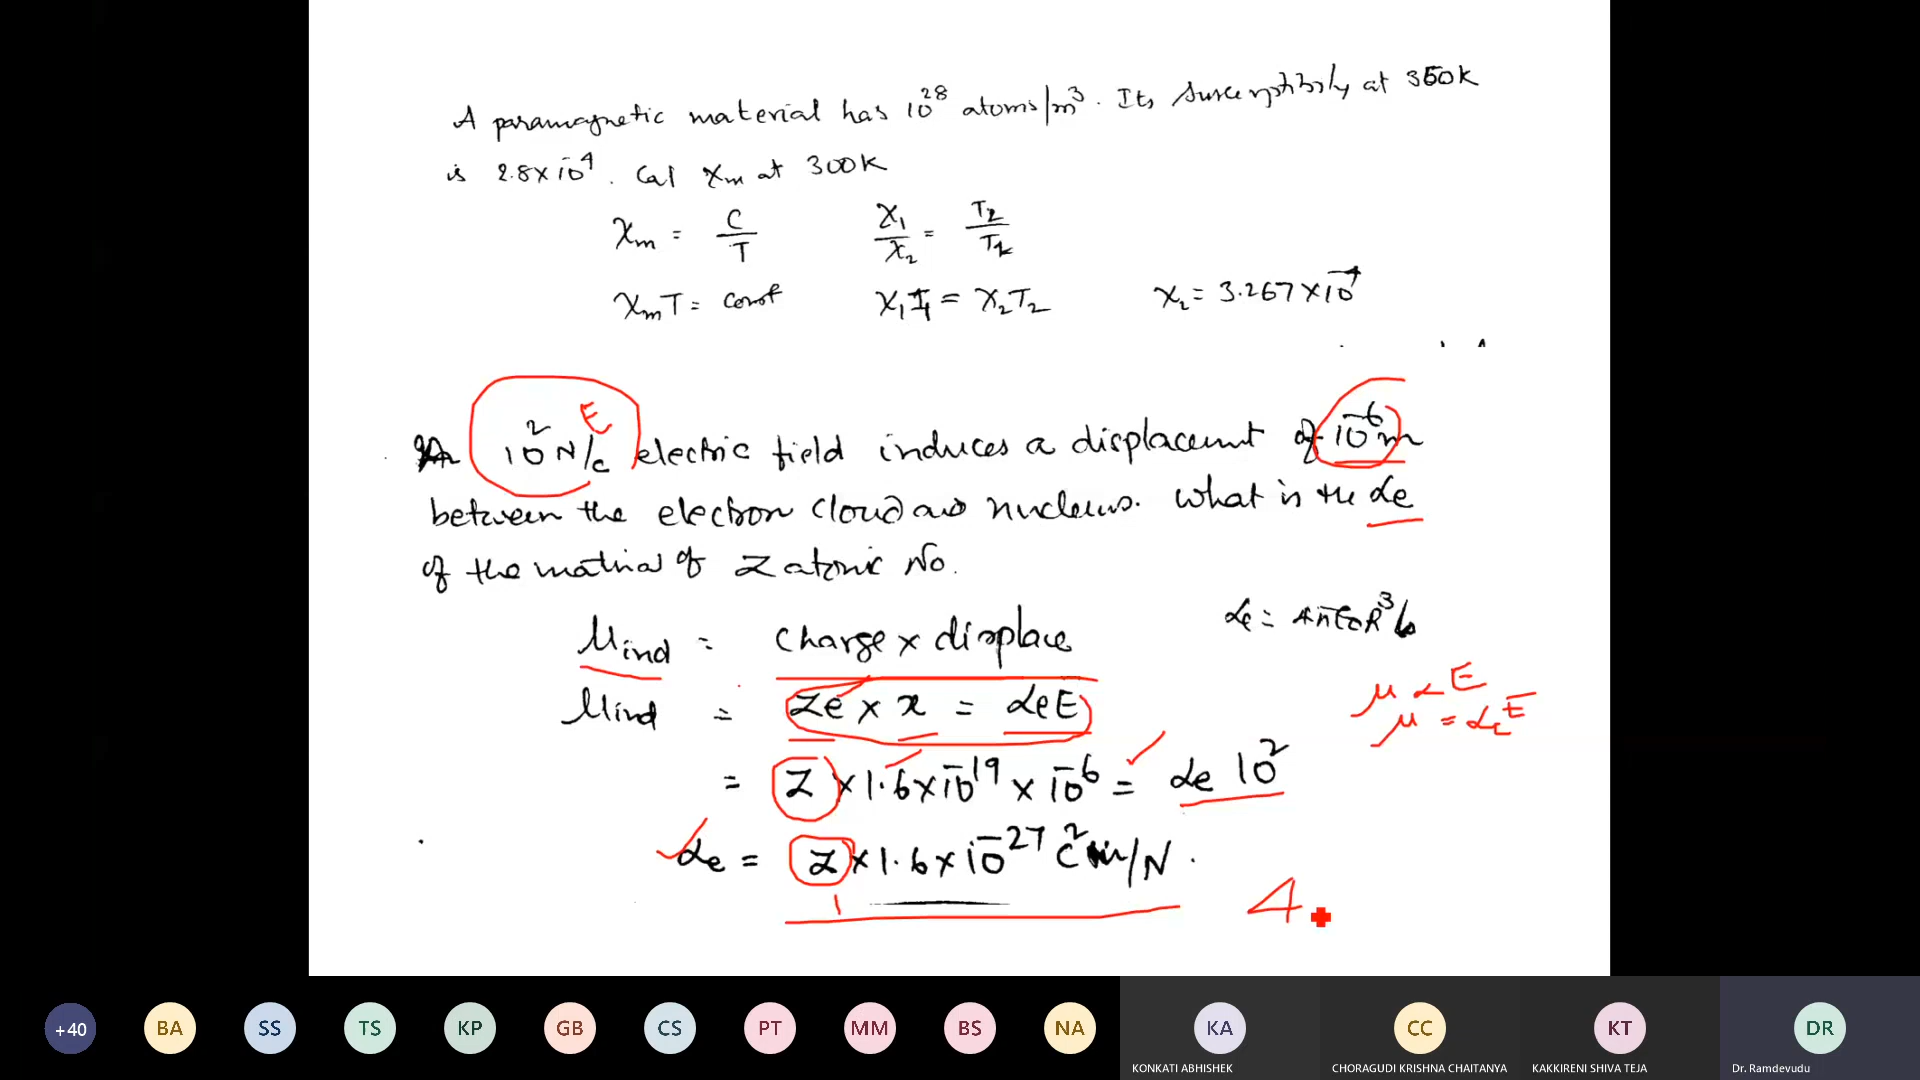 A paramagnetic material has 10^28 atoms/m^3. Its susceptibility at 350K
is 2.8×10^-4. Cal χm at 300K
χm = C/T    χ1/χ2 = T2/T1
χmT = const    χ1T1 = χ2T2    χ2 = 3.267×10^-4
10^2 N/c electric field induces a displacement of 10^-6 m
E
between the electron cloud and nucleus. What is the αe
of the matrial of Z atomic No.
μind = charge × displace    αe = 4πε0R^3
μind = Ze × x = αeE    μ α E
μ = αeE
= Z × 1.6×10^-19 × 10^-6 = αe 10^2
αe = Z × 1.6×10^-27 C^2 m/N.
4
+40 BA SS TS KP GB CS PT MM BS NA KA CC KT DR
KONKATI ABHISHEK CHORAGUDI KRISHNA CHAITANYA KAKKIRENI SHIVA TEJA Dr. Ramdevudu